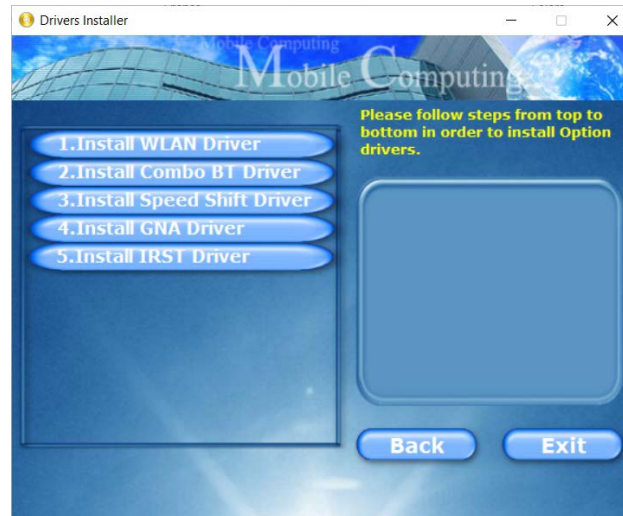 Drivers Installer
Mobile Computing
Mobile Computing
Please follow steps from top to
bottom in order to install Option
drivers.
1.Install WLAN Driver
2.Install Combo BT Driver
3.Install Speed Shift Driver
4.Install GNA Driver
5.Install IRST Driver
Back
Exit